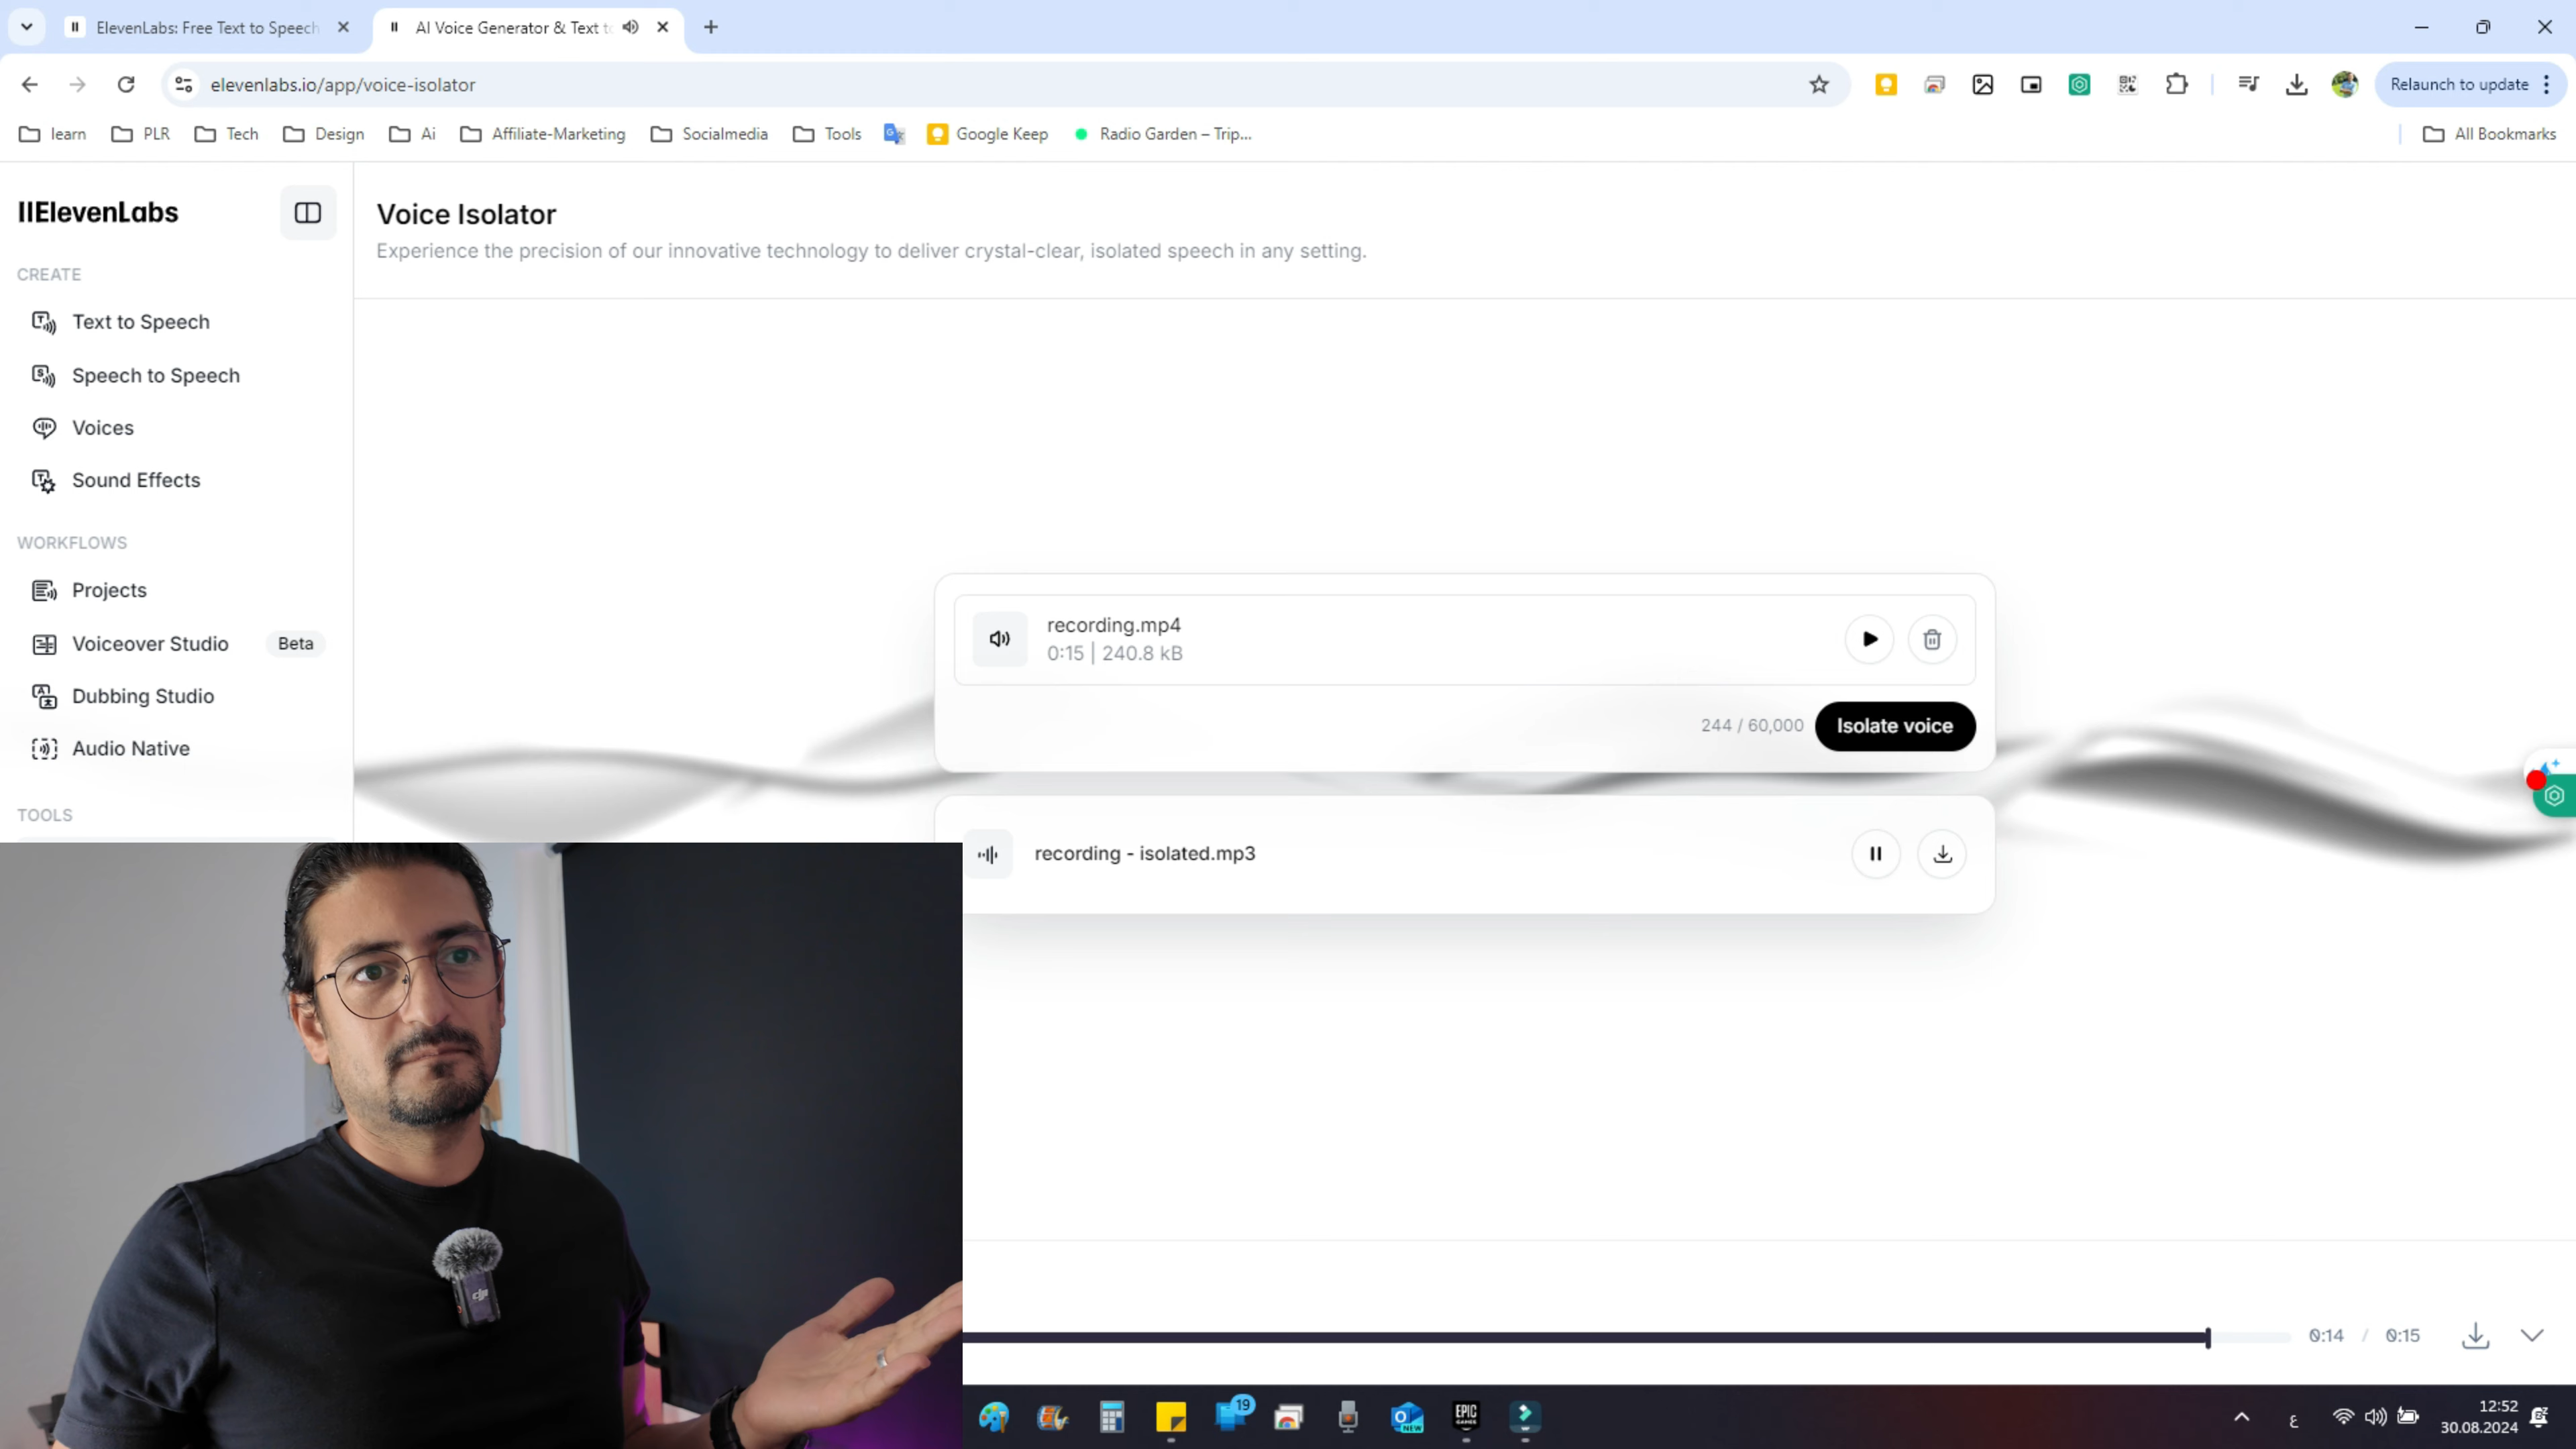 ElevenLabs: Free Text to Speech
AI Voice Generator & Text to
elevenlabs.io/app/voice-isolator
Relaunch to update
learn
PLR
Tech
Design
Ai
Affiliate-Marketing
Socialmedia
Tools
Google Keep
Radio Garden – Trip...
All Bookmarks
IIElevenLabs
Voice Isolator
Experience the precision of our innovative technology to deliver crystal-clear, isolated speech in any setting.
CREATE
Text to Speech
Speech to Speech
Voices
Sound Effects
WORKFLOWS
Projects
Voiceover Studio Beta
Dubbing Studio
Audio Native
TOOLS
recording.mp4
0:15 | 240.8 kB
244 / 60,000
Isolate voice
recording - isolated.mp3
dji
0:14 / 0:15
19
NEW
EPIC
GAMES
ع
12:52
30.08.2024